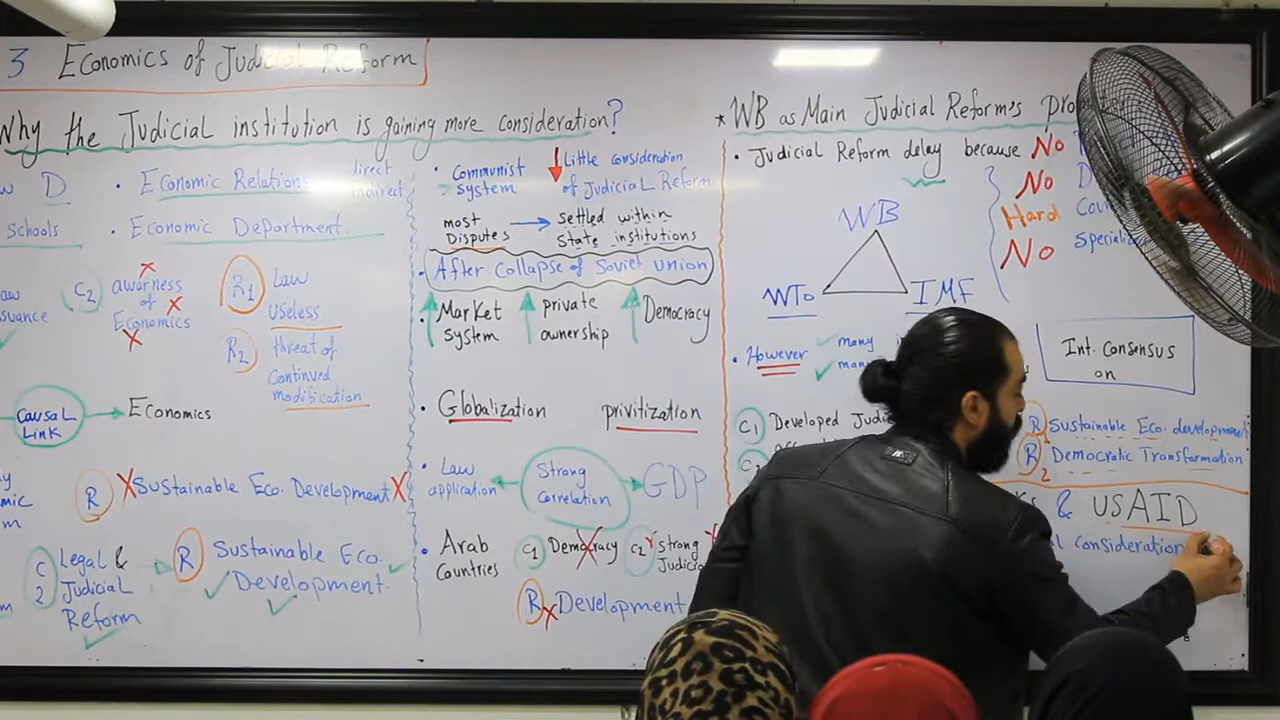 3 Economics of Judicial Reform
Why the Judicial institution is gaining more consideration?
D
schools
. Economic Relations direct
indirect
. Economic Department.
C2 awarness
of
Economics
R1 Law
useless
R2 threat of
Continued
modification
Causal
Link
Economics
R X Sustainable Eco. Development X
C
2 Legal &
Judicial
Reform
R Sustainable Eco.
Development.
. Communist
system
Little consideration
of Judicial Reform
most
Disputes
settled within
State institutions
. After Collapse of Soviet union
. Market
system
private
ownership
Democracy
. Globalization privitization
. Law
application
Strong
Correlation
GDP
. Arab
Countries
C1 Democracy
C2 strong
R X Development
* WB as Main Judicial Reform's
. Judicial Reform delay because No
No
Hard
No
WB
WTO IMF
. However many
Int. Consensus
on
C1 Developed
C2
R1 Sustainable Eco. development
R2 Democratic Transformation
& USAID
consideration